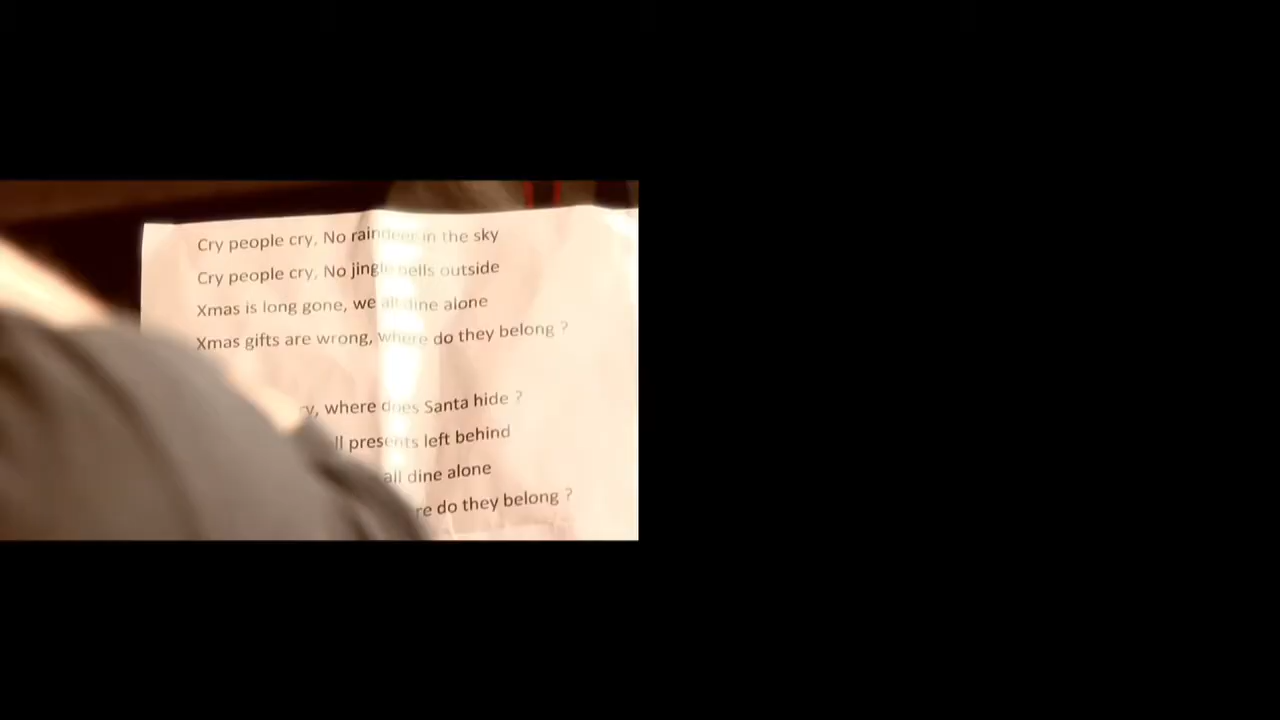 Cry people cry, No raindeer in the sky
Cry people cry, No jingle bells outside
Xmas is long gone, we all dine alone
Xmas gifts are wrong, where do they belong ?
where does Santa hide ?
presents left behind
all dine alone
do they belong ?